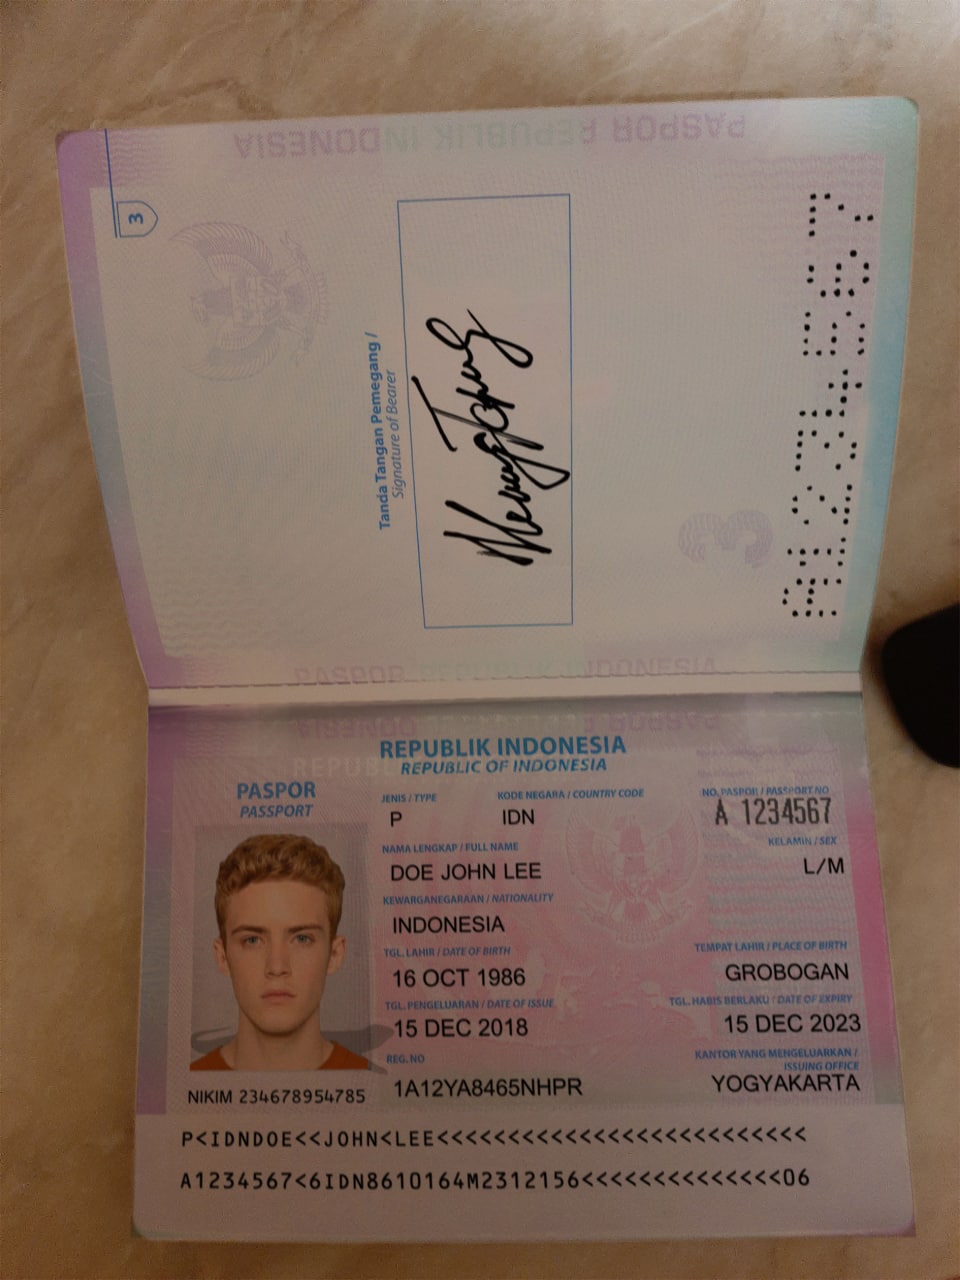 PASPOR REPUBLIK INDONESIA
3
Tanda Tangan Pemegang /
Signature of Bearer
A1234567
3
PASPOR REPUBLIK INDONESIA
REPUBLIK INDONESIA
REPUBLIC OF INDONESIA
PASPOR
PASSPORT
JENIS / TYPE
KODE NEGARA / COUNTRY CODE
NO. PASPOR / PASSPORT NO
P
IDN
A 1234567
NAMA LENGKAP / FULL NAME
KELAMIN / SEX
DOE JOHN LEE
L/M
KEWARGANEGARAAN / NATIONALITY
INDONESIA
TGL. LAHIR / DATE OF BIRTH
TEMPAT LAHIR / PLACE OF BIRTH
16 OCT 1986
GROBOGAN
TGL. PENGELUARAN / DATE OF ISSUE
TGL. HABIS BERLAKU / DATE OF EXPIRY
15 DEC 2018
15 DEC 2023
REG. NO
KANTOR YANG MENGELUARKAN /
ISSUING OFFICE
1A12YA8465NHPR
YOGYAKARTA
NIKIM 234678954785
P<IDNDOE<<JOHN<LEE<<<<<<<<<<<<<<<<<<<<<<<<<<
A1234567<6IDN8610164M2312156<<<<<<<<<<<<<<06